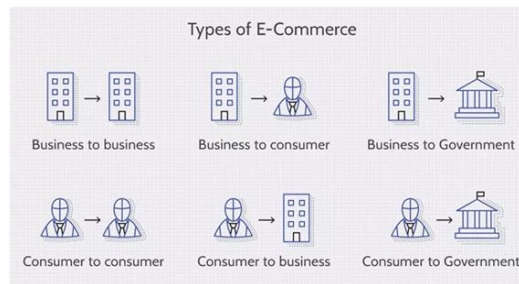 Types of E-Commerce
Business to business
Business to consumer
Business to Government
Consumer to consumer
Consumer to business
Consumer to Government